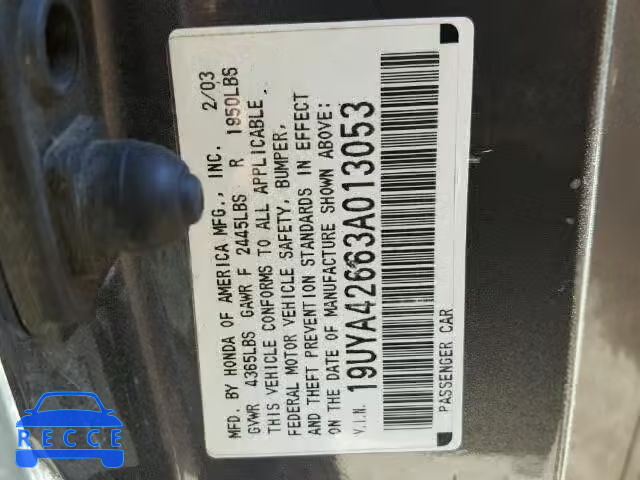 MFD. BY HONDA OF AMERICA MFG., INC. 2/03
GVWR 4365LBS GAWR F 2445LBS R 1950LBS
THIS VEHICLE CONFORMS TO ALL APPLICABLE
FEDERAL MOTOR VEHICLE SAFETY, BUMPER,
AND THEFT PREVENTION STANDARDS IN EFFECT
ON THE DATE OF MANUFACTURE SHOWN ABOVE:
V.I.N. 19UYA42663A013053
PASSENGER CAR
RECCE